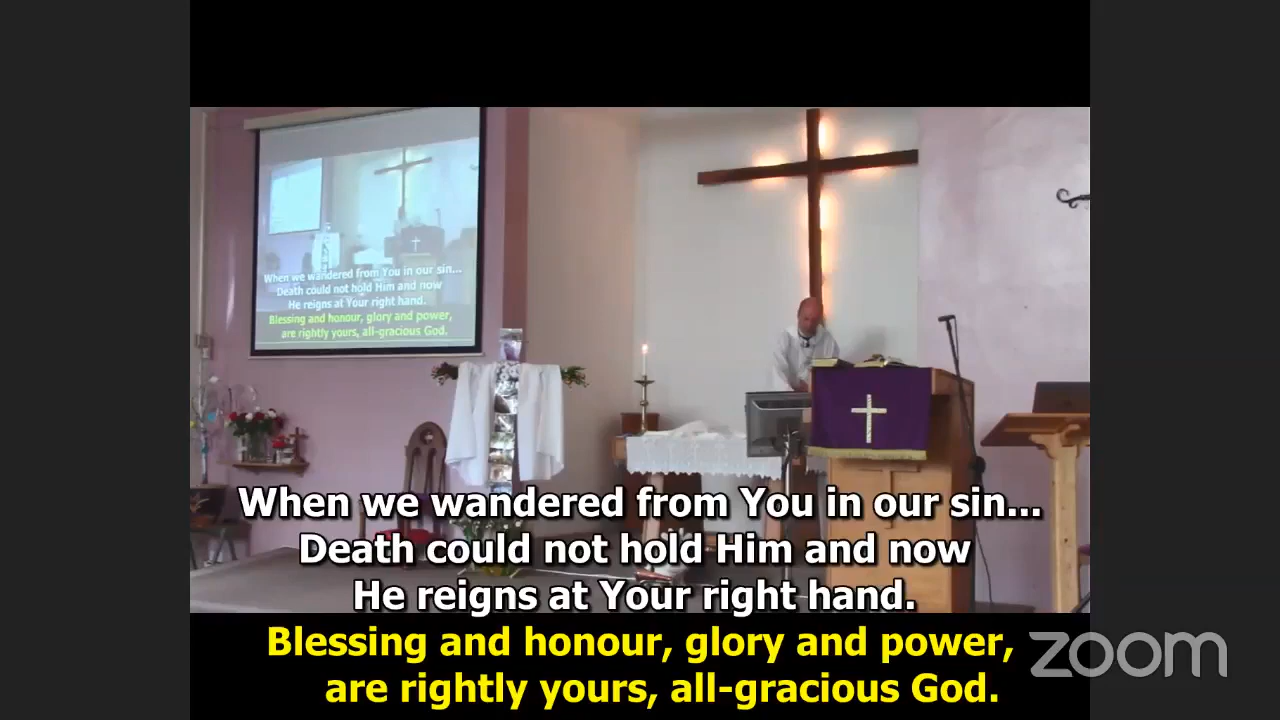 When we wandered from You in our sin...
Death could not hold Him and now
He reigns at Your right hand.
Blessing and honour, glory and power,
are rightly yours, all-gracious God.
When we wandered from You in our sin...
Death could not hold Him and now
He reigns at Your right hand.
Blessing and honour, glory and power,
are rightly yours, all-gracious God.
zoom